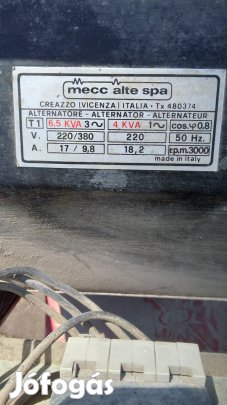 mecc alte spa
CREAZZO (VICENZA) ITALIA • Tx 480374
ALTERNATORE - ALTERNATOR - ALTERNATEUR
T1 6,5 KVA 3~ 4 KVA 1~ cos.φ0,8
V. 220/380 220 50 Hz.
A. 17 / 9,8 18,2 r.p.m.3000
made in italy
Jófogás